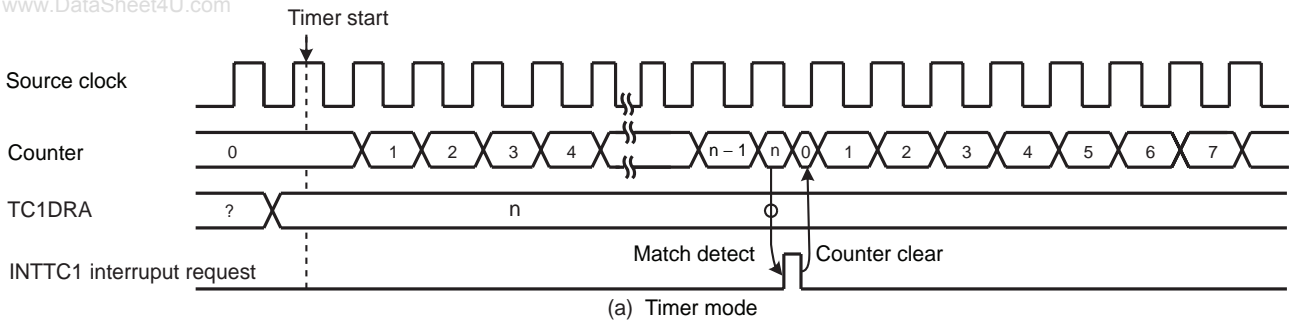 www.DataSheet4U.com
Timer start
Source clock
Counter
0 1 2 3 4 n – 1 n 0 1 2 3 4 5 6 7
TC1DRA
? n
Match detect Counter clear
INTTC1 interruput request
(a) Timer mode